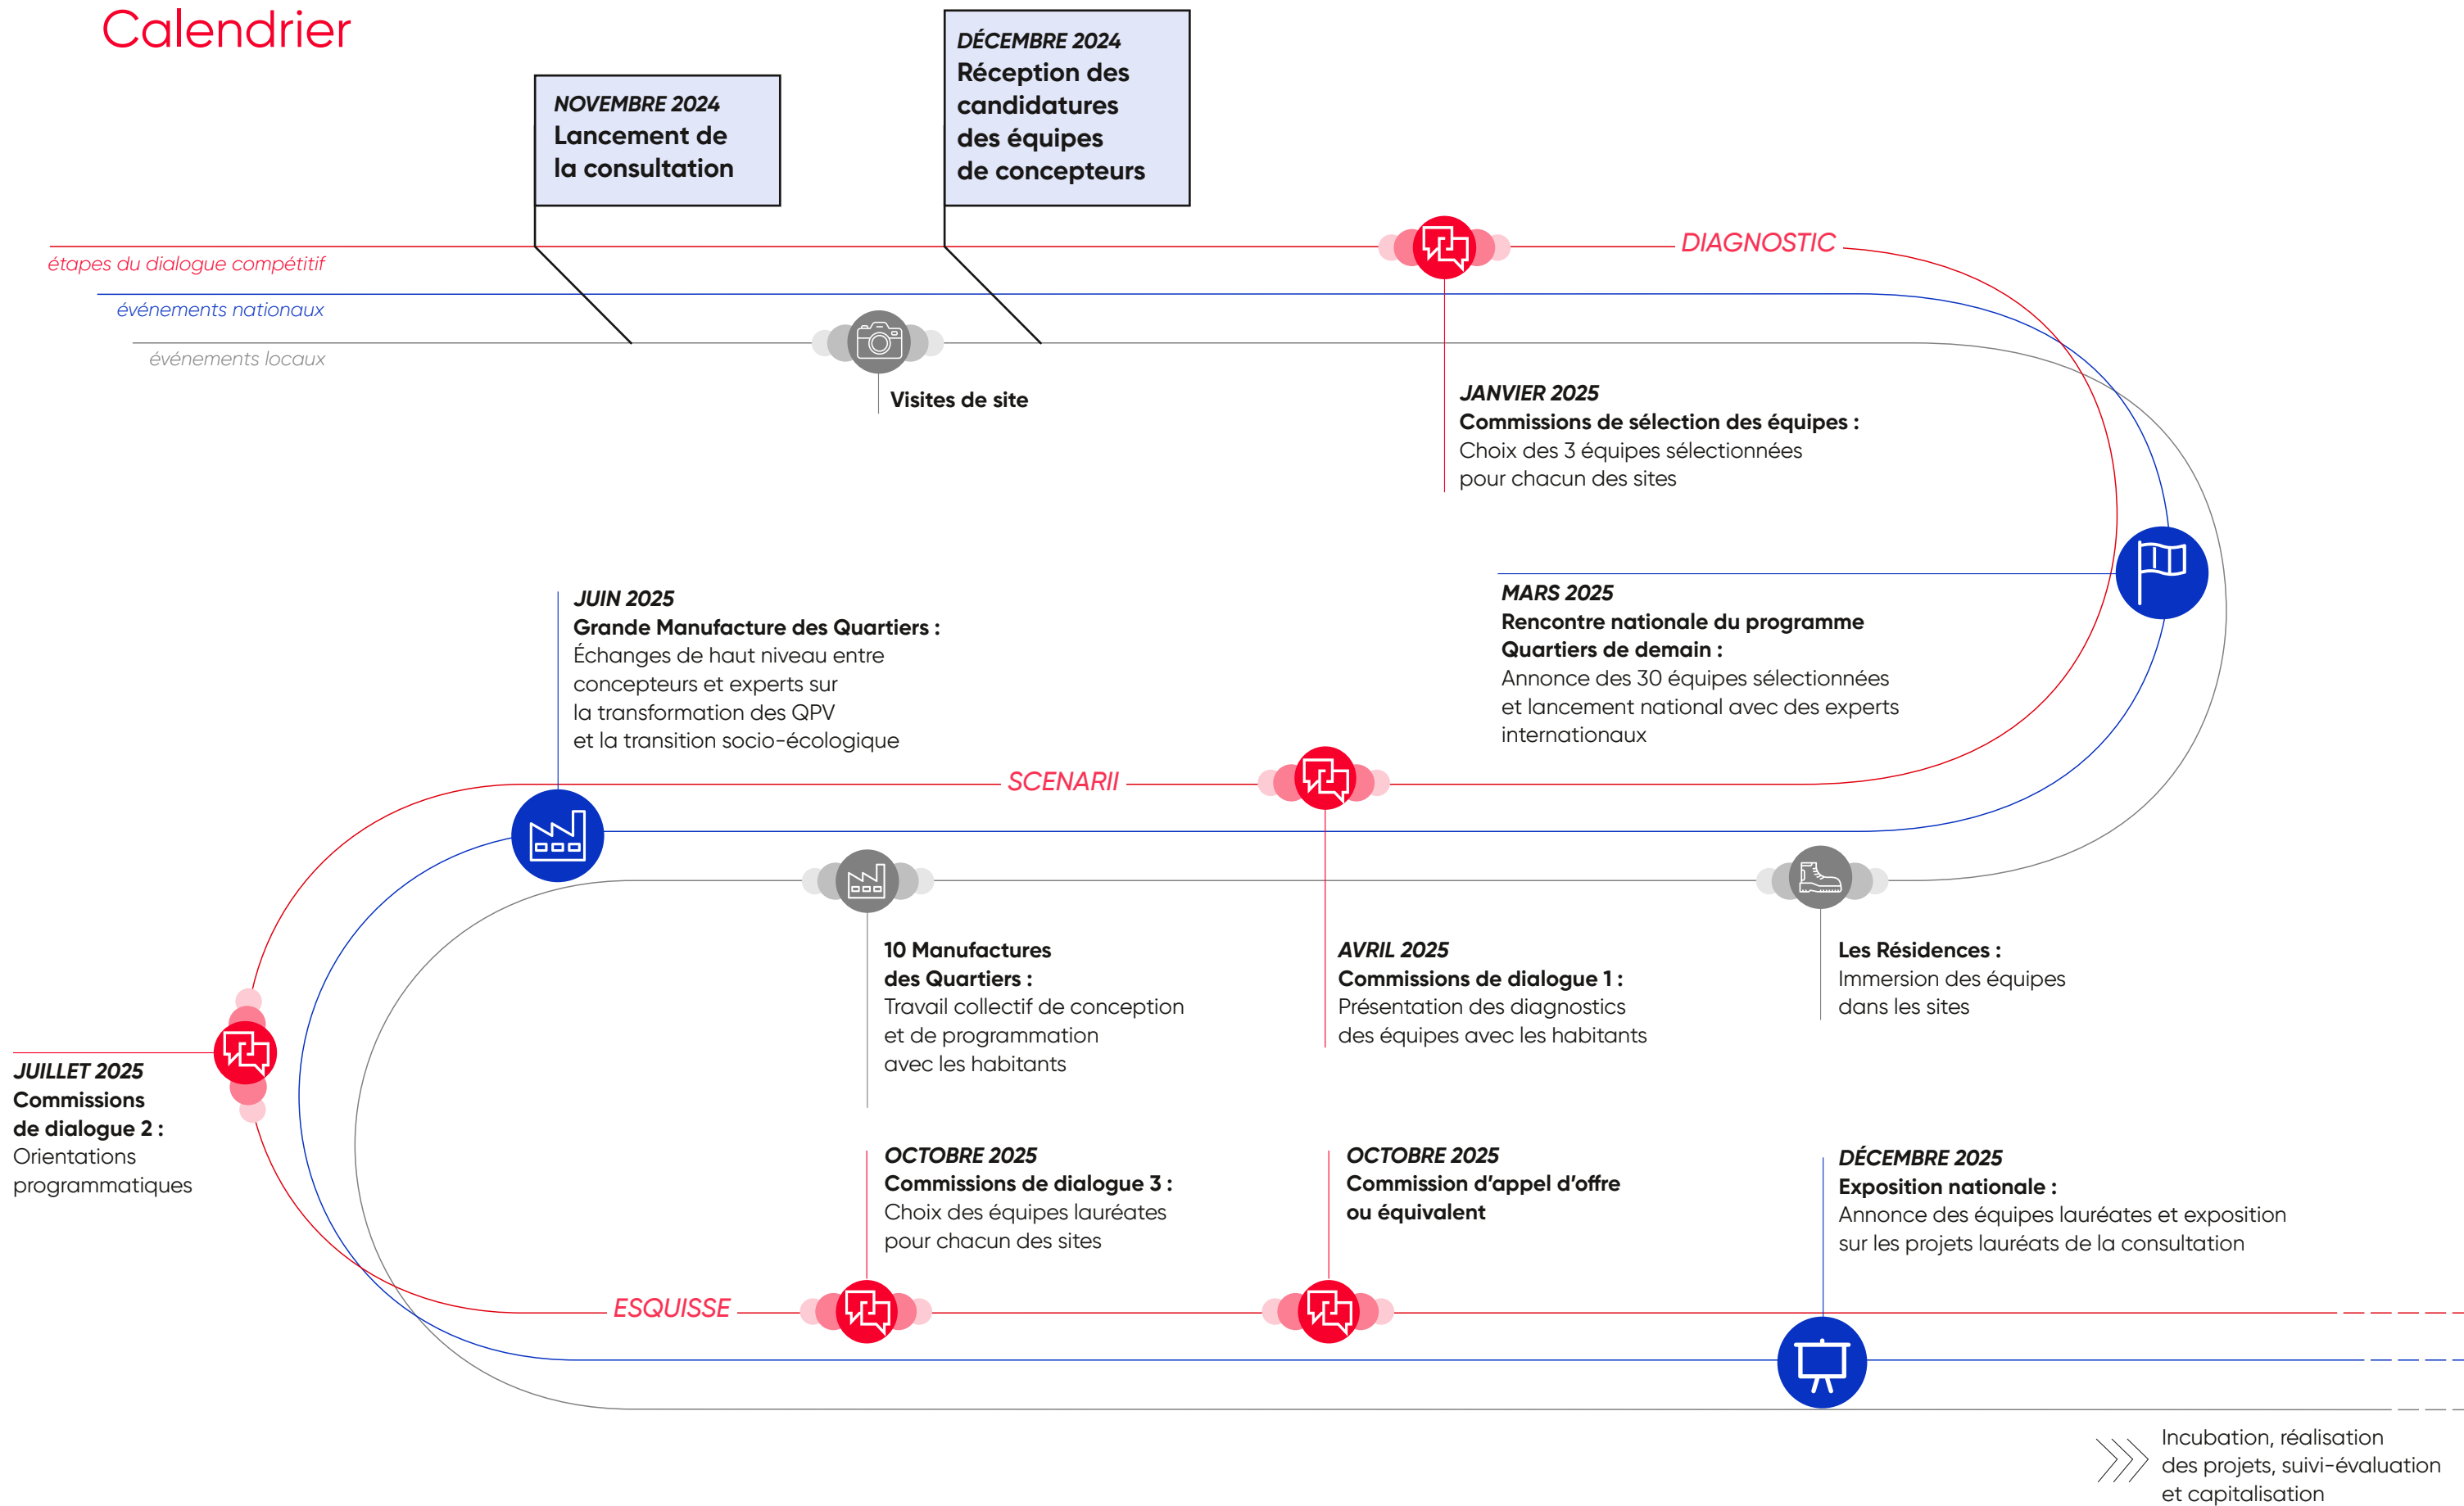 Calendrier
NOVEMBRE 2024
Lancement de
la consultation
DÉCEMBRE 2024
Réception des
candidatures
des équipes
de concepteurs
étapes du dialogue compétitif
événements nationaux
événements locaux
Visites de site
DIAGNOSTIC
JANVIER 2025
Commissions de sélection des équipes :
Choix des 3 équipes sélectionnées
pour chacun des sites
MARS 2025
Rencontre nationale du programme
Quartiers de demain :
Annonce des 30 équipes sélectionnées
et lancement national avec des experts
internationaux
JUIN 2025
Grande Manufacture des Quartiers :
Échanges de haut niveau entre
concepteurs et experts sur
la transformation des QPV
et la transition socio-écologique
SCENARII
Les Résidences :
Immersion des équipes
dans les sites
AVRIL 2025
Commissions de dialogue 1 :
Présentation des diagnostics
des équipes avec les habitants
10 Manufactures
des Quartiers :
Travail collectif de conception
et de programmation
avec les habitants
JUILLET 2025
Commissions
de dialogue 2 :
Orientations
programmatiques
ESQUISSE
OCTOBRE 2025
Commissions de dialogue 3 :
Choix des équipes lauréates
pour chacun des sites
OCTOBRE 2025
Commission d'appel d'offre
ou équivalent
DÉCEMBRE 2025
Exposition nationale :
Annonce des équipes lauréates et exposition
sur les projets lauréats de la consultation
Incubation, réalisation
des projets, suivi-évaluation
et capitalisation